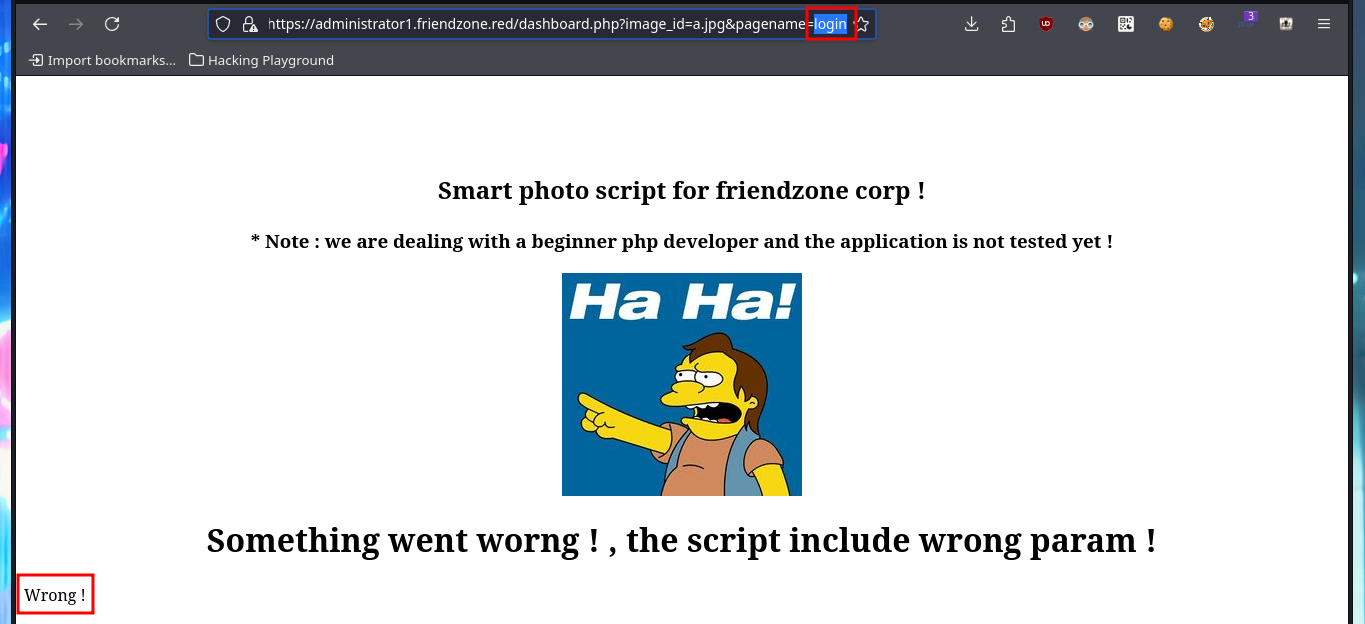 https://administrator1.friendzone.red/dashboard.php?image_id=a.jpg&pagename=login
3
Import bookmarks... Hacking Playground
Smart photo script for friendzone corp !
* Note : we are dealing with a beginner php developer and the application is not tested yet !
Ha Ha!
Something went worng ! , the script include wrong param !
Wrong !